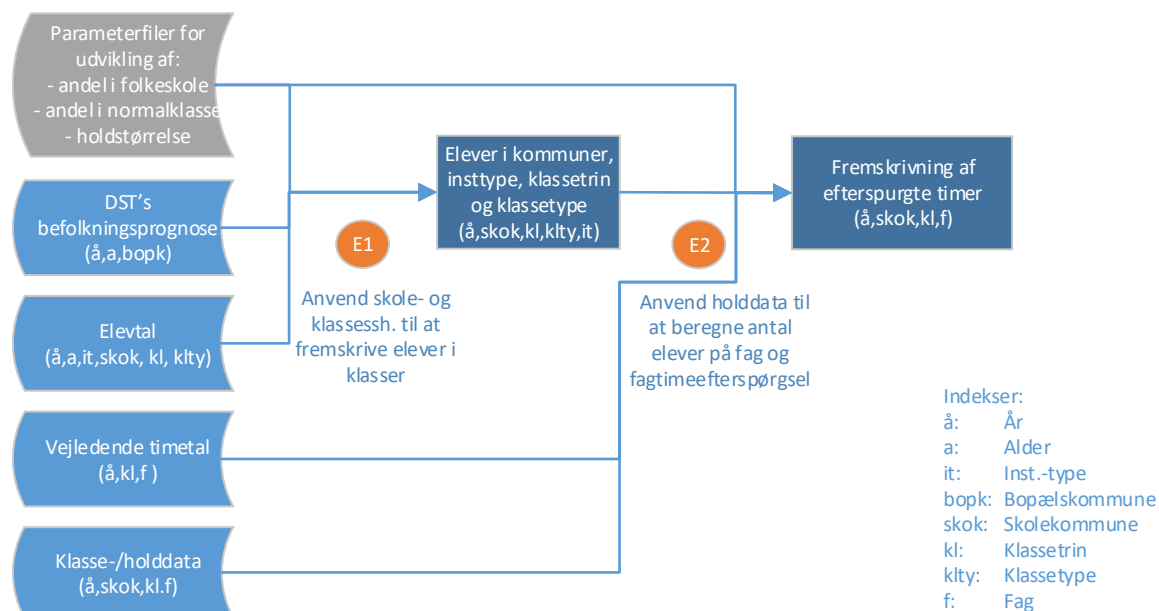 Parameterfiler for
udvikling af:
- andel i folkeskole
- andel i normalklasse
- holdstørrelse
DST's
befolkningsprognose
(å,a,bopk)
Elevtal
(å,a,it,skok, kl, klty)
Vejledende timetal
(å,kl,f )
Klasse-/holddata
(å,skok,kl.f)
E1
Anvend skole- og
klassessh. til at
fremskrive elever i
klasser
Elever i kommuner,
insttype, klassetrin
og klassetype
(å,skok,kl,klty,it)
E2
Anvend holddata til
at beregne antal
elever på fag og
fagtimeefterspørgsel
Fremskrivning af
efterspurgte timer
(å,skok,kl,f)
Indekser:
å: År
a: Alder
it: Inst.-type
bopk: Bopælskommune
skok: Skolekommune
kl: Klassetrin
klty: Klassetype
f: Fag